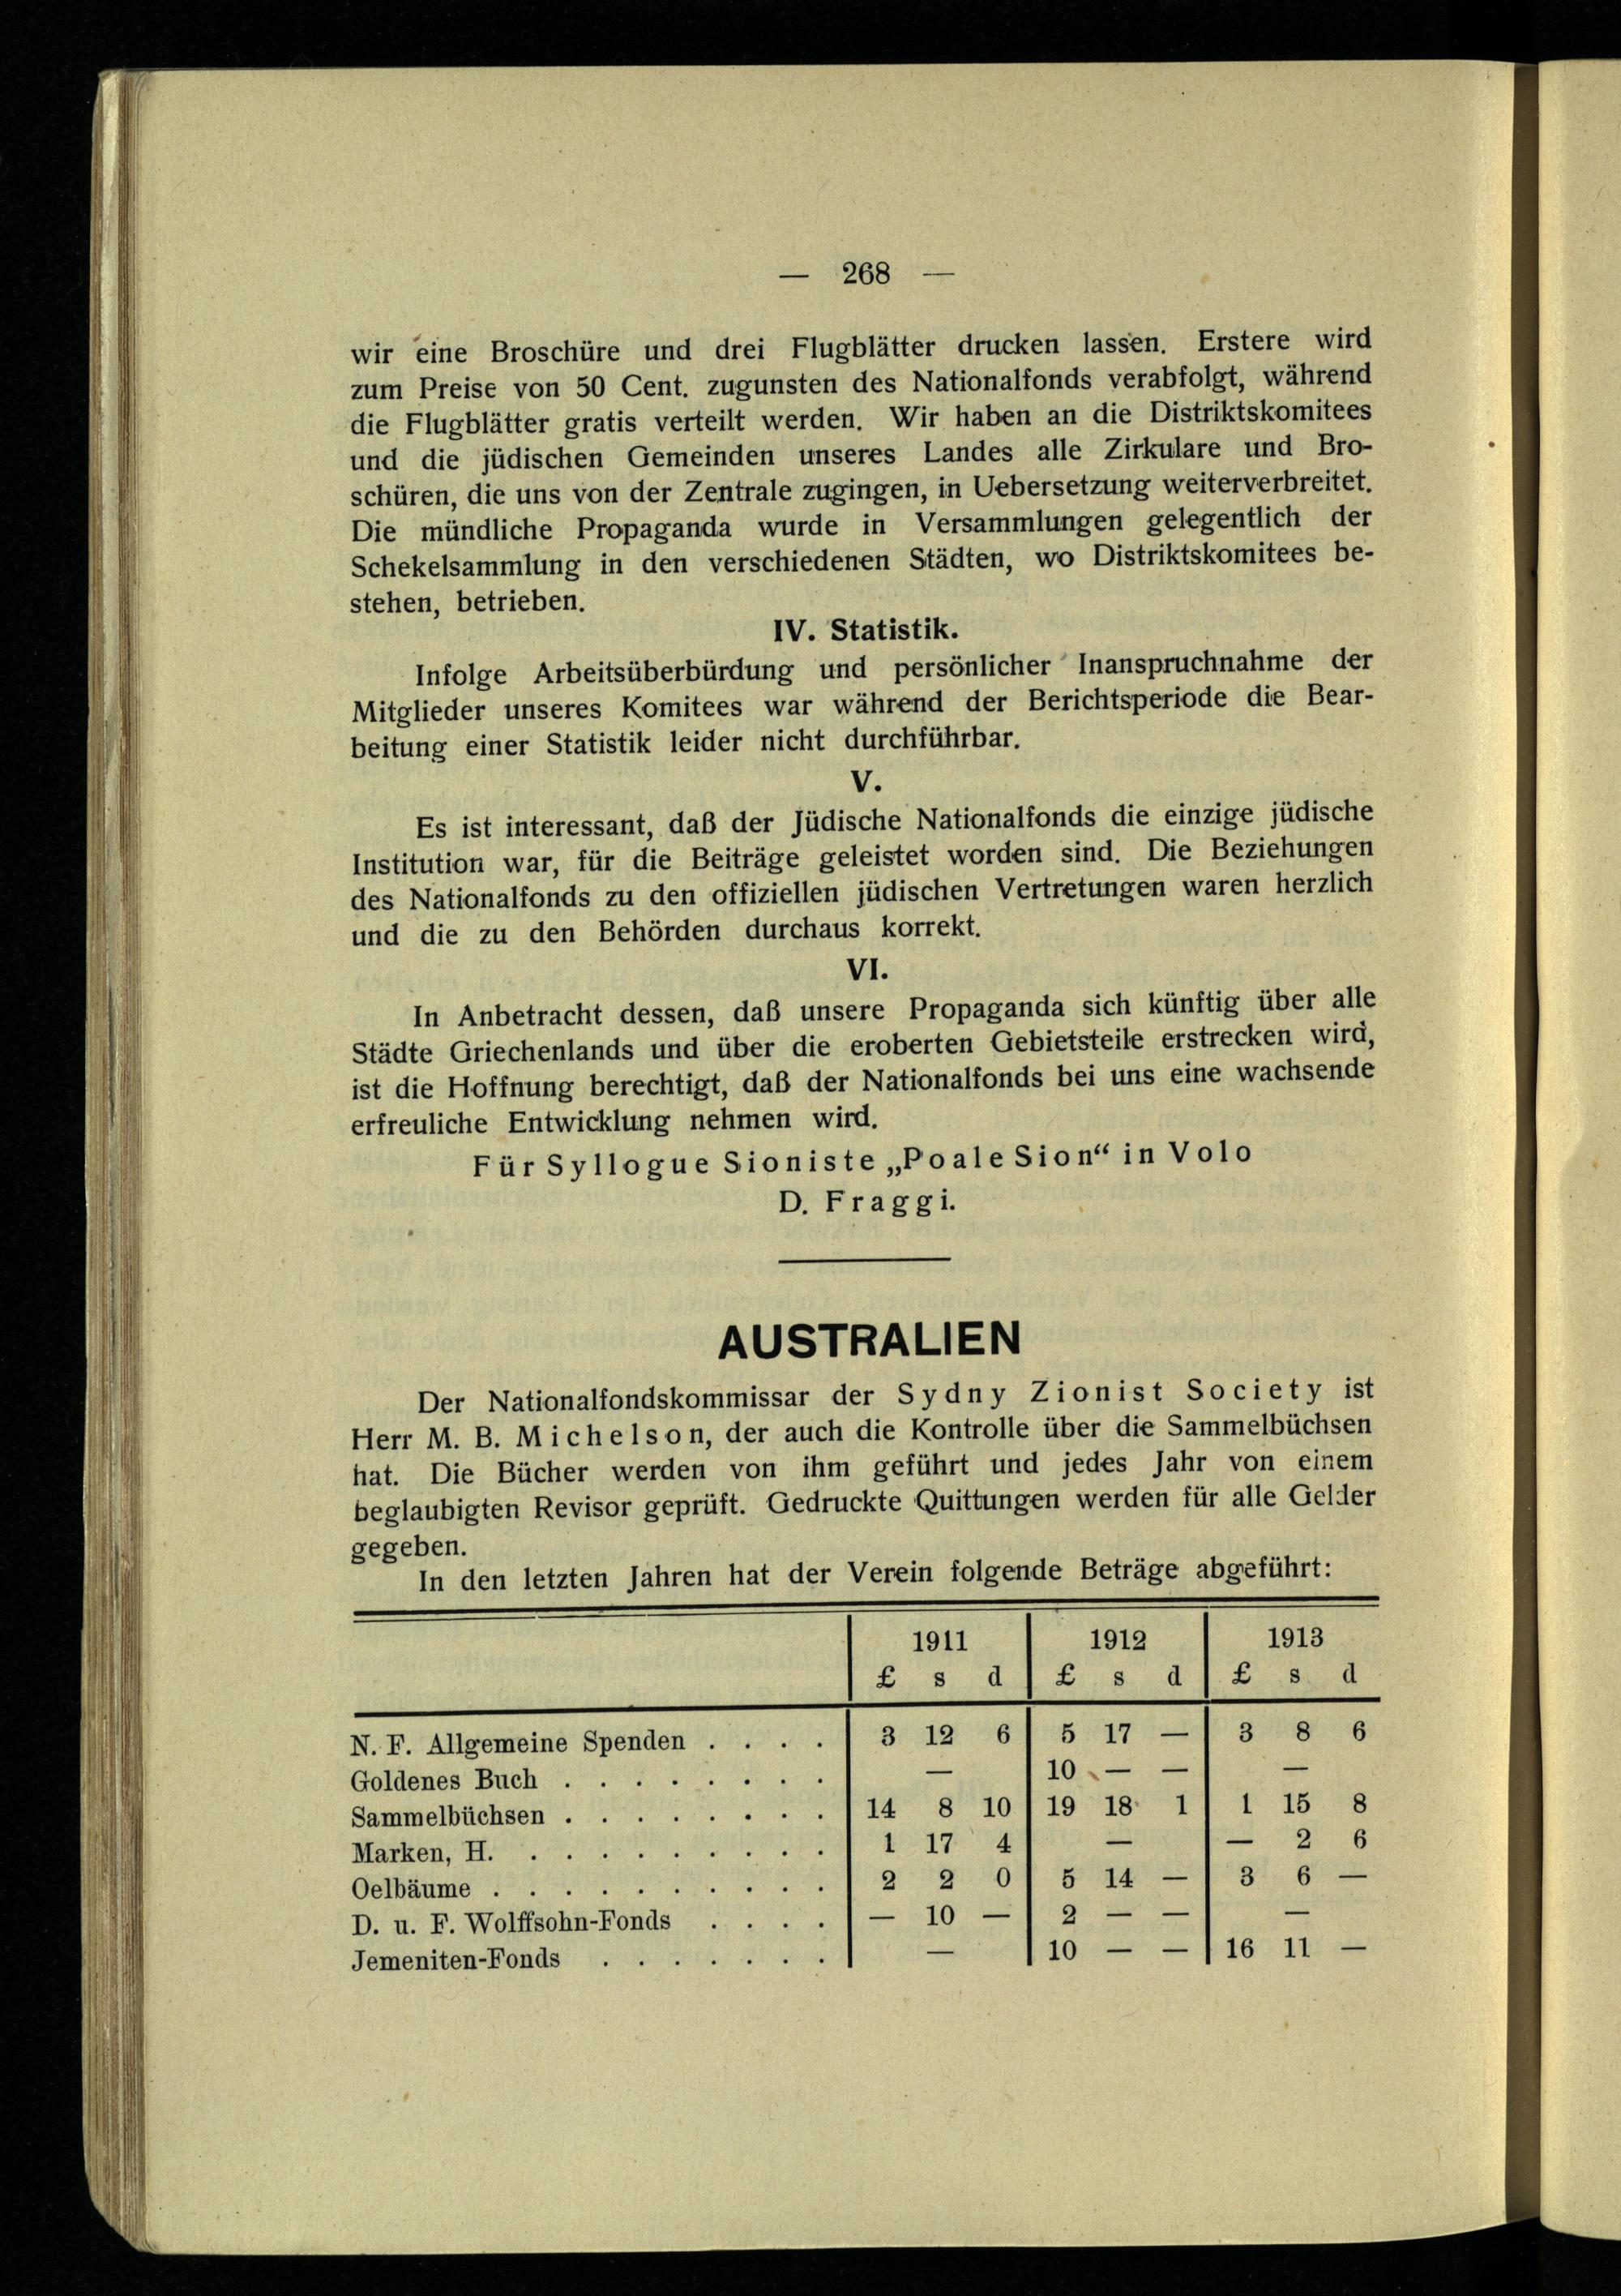 — 268 —
wir eine Broschüre und drei Flugblätter drucken lassen. Erstere wird
zum Preise von 50 Cent. zugunsten des Nationalfonds verabfolgt, während
die Flugblätter gratis verteilt werden. Wir haben an die Distriktskomitees
und die jüdischen Gemeinden unseres Landes alle Zirkulare und Bro-
schüren, die uns von der Zentrale zugingen, in Uebersetzung weiterverbreitet.
Die mündliche Propaganda wurde in Versammlungen gelegentlich der
Schekelsammlung in den verschiedenen Städten, wo Distriktskomitees be-
stehen, betrieben.
IV. Statistik.
Infolge Arbeitsüberbürdung und persönlicher Inanspruchnahme der
Mitglieder unseres Komitees war während der Berichtsperiode die Bear-
beitung einer Statistik leider nicht durchführbar.
V.
Es ist interessant, daß der Jüdische Nationalfonds die einzige jüdische
Institution war, für die Beiträge geleistet worden sind. Die Beziehungen
des Nationalfonds zu den offiziellen jüdischen Vertretungen waren herzlich
und die zu den Behörden durchaus korrekt.
VI.
In Anbetracht dessen, daß unsere Propaganda sich künftig über alle
Städte Griechenlands und über die eroberten Gebietsteile erstrecken wird,
ist die Hoffnung berechtigt, daß der Nationalfonds bei uns eine wachsende
erfreuliche Entwicklung nehmen wird.
Für Syllogue Sioniste „Poale Sion“ in Volo
D. Fraggi.
AUSTRALIEN
Der Nationalfondskommissar der Sydny Zionist Society ist
Herr M. B. Michelson, der auch die Kontrolle über die Sammelbüchsen
hat. Die Bücher werden von ihm geführt und jedes Jahr von einem
beglaubigten Revisor geprüft. Gedruckte Quittungen werden für alle Gelder
gegeben.
In den letzten Jahren hat der Verein folgende Beträge abgeführt:
1911 1912 1913
£ s d £ s d £ s d
N. F. Allgemeine Spenden . . . . 3 12 6 5 17 — 3 8 6
Goldenes Buch . . . . . . . . — 10 — — —
Sammelbüchsen . . . . . . . . 14 8 10 19 18 1 1 15 8
Marken, H. . . . . . . . . . 1 17 4 — — 2 6
Oelbäume . . . . . . . . . . 2 2 0 5 14 — 3 6 —
D. u. F. Wolffsohn-Fonds . . . . — 10 — 2 — — —
Jemeniten-Fonds . . . . . . . — 10 — — 16 11 —